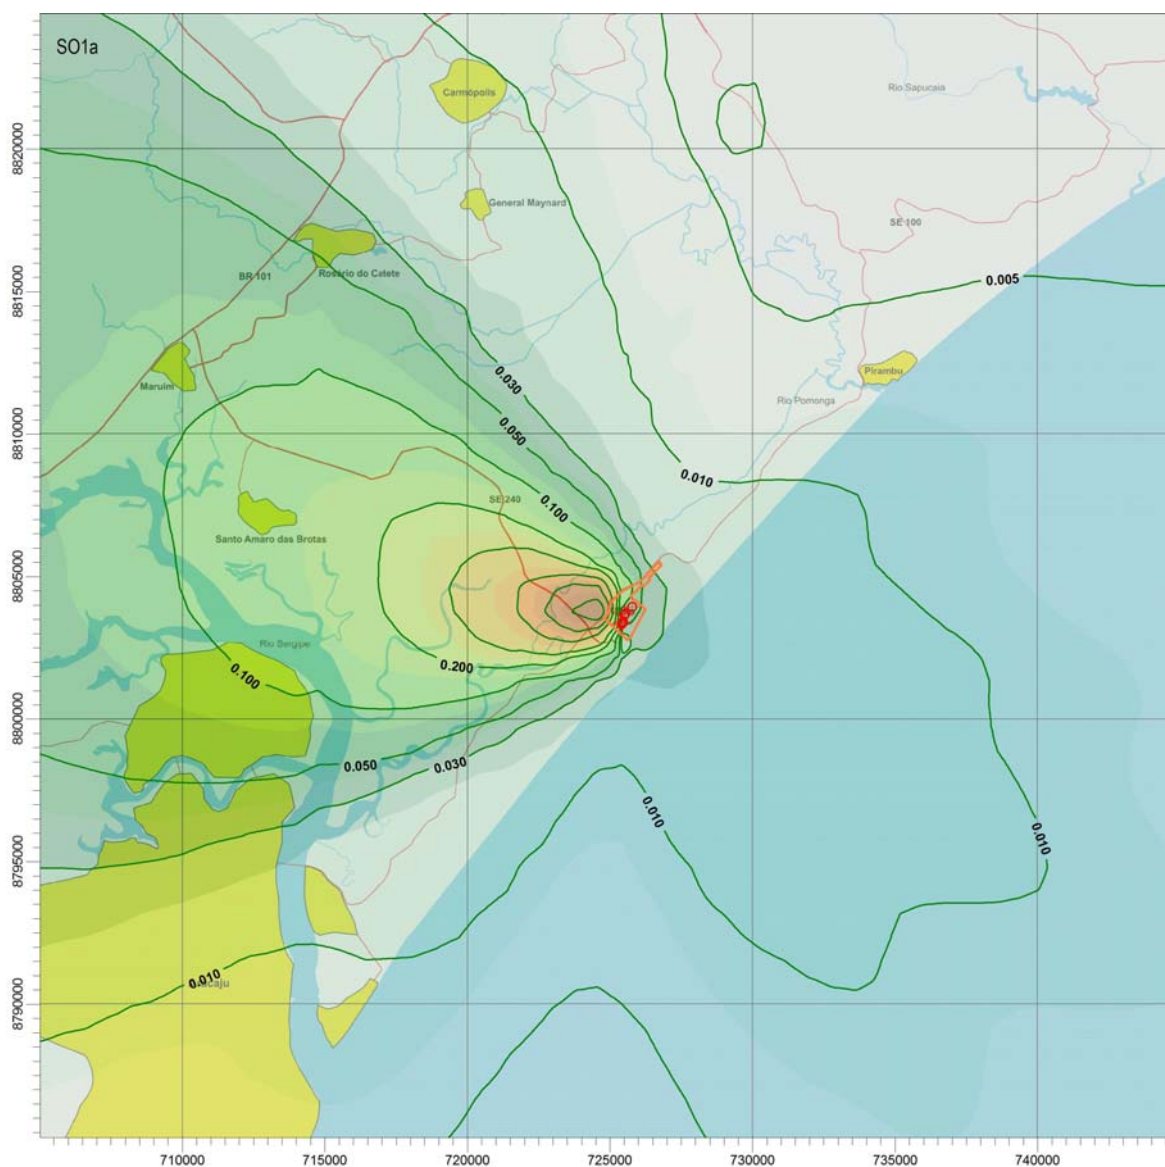 SO1a
Carmópolis
Rio Sapucaia
8820000
General Maynard
SE 100
BR 101
Rosário do Catete
0.005
8815000
Pirambu
Maruim
0.030
Rio Pomonga
0.050
8810000
0.010
SE 240
0.100
Santo Amaro das Brotas
8805000
Rio Sergipe
0.200
0.100
8800000
0.050
0.030
0.010
0.010
8795000
0.010
8790000
710000 715000 720000 725000 730000 735000 740000